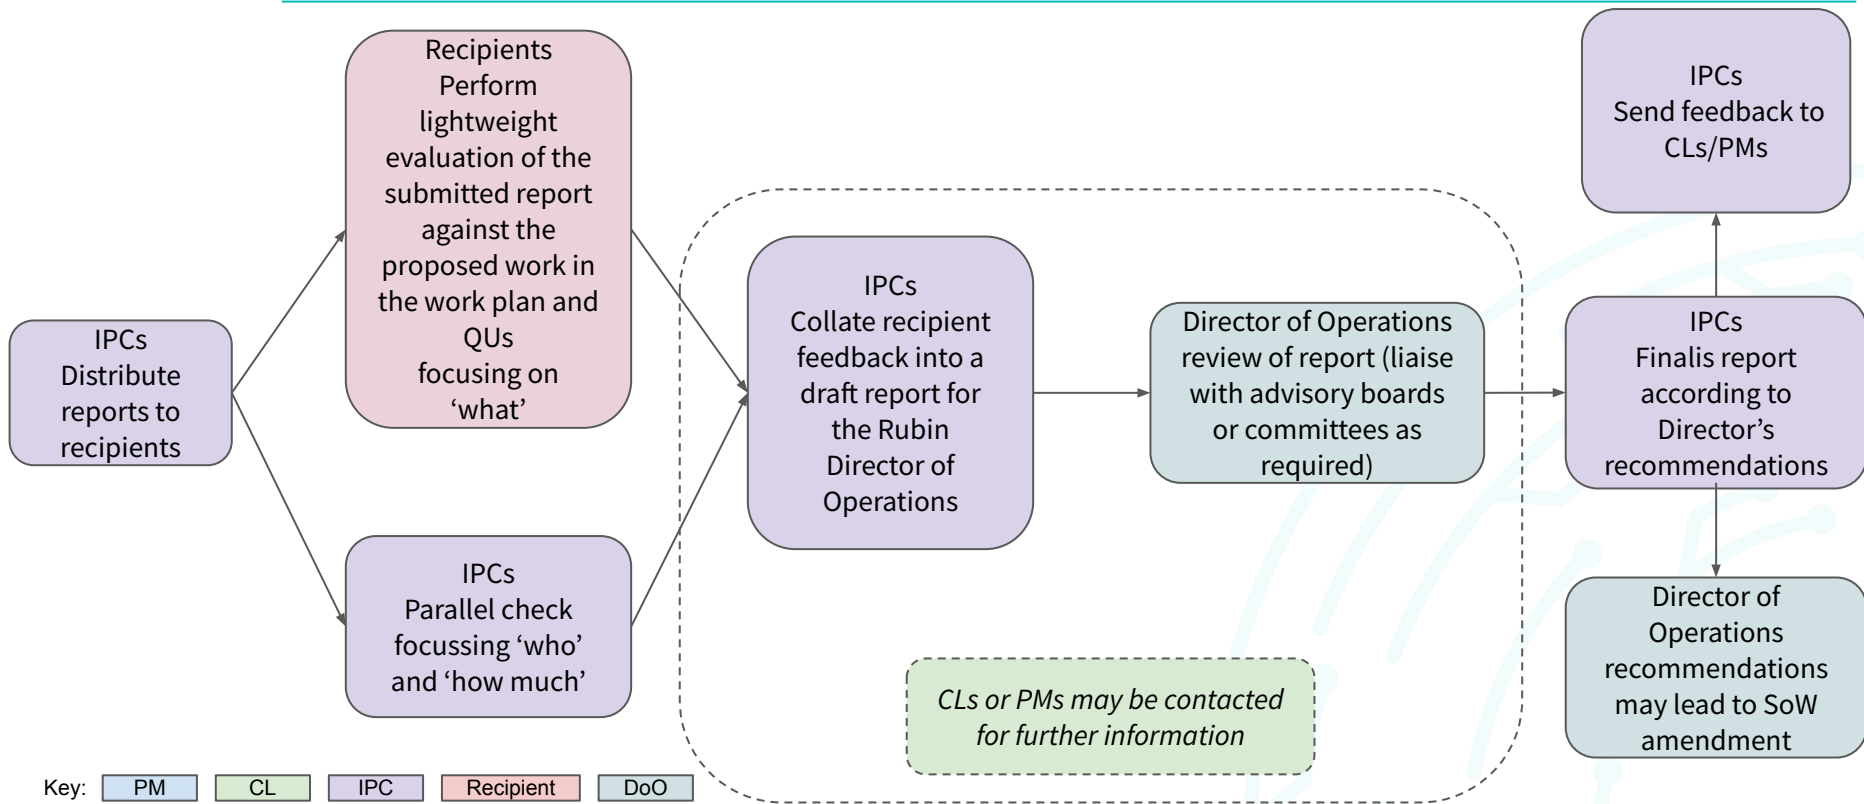 IPCs
Distribute
reports to
recipients
Recipients
Perform
lightweight
evaluation of the
submitted report
against the
proposed work in
the work plan and
QUs
focusing on
‘what’
IPCs
Parallel check
focussing ‘who’
and ‘how much’
IPCs
Collate recipient
feedback into a
draft report for
the Rubin
Director of
Operations
Director of Operations
review of report (liaise
with advisory boards
or committees as
required)
CLs or PMs may be contacted
for further information
IPCs
Send feedback to
CLs/PMs
IPCs
Finalis report
according to
Director’s
recommendations
Director of
Operations
recommendations
may lead to SoW
amendment
Key:
PM
CL
IPC
Recipient
DoO